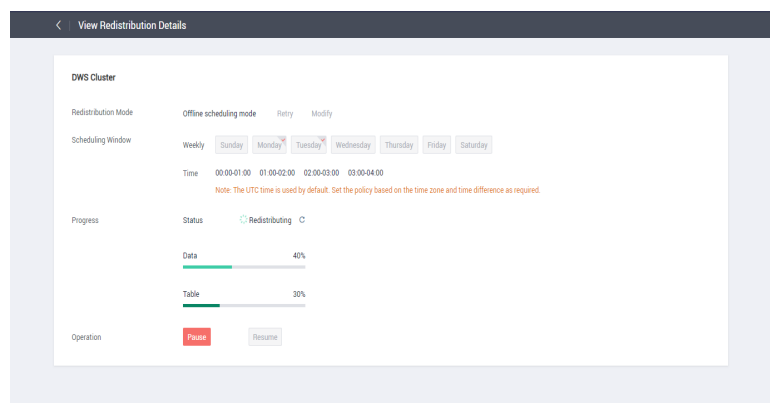 View Redistribution Details
DWS Cluster
Redistribution Mode Offline scheduling mode Retry Modify
Scheduling Window Weekly Sunday Monday Tuesday Wednesday Thursday Friday Saturday
Time 00:00-01:00 01:00-02:00 02:00-03:00 03:00-04:00
Note: The UTC time is used by default. Set the policy based on the time zone and time difference as required.
Progress Status Redistributing
Data 40%
Table 30%
Operation Pause Resume